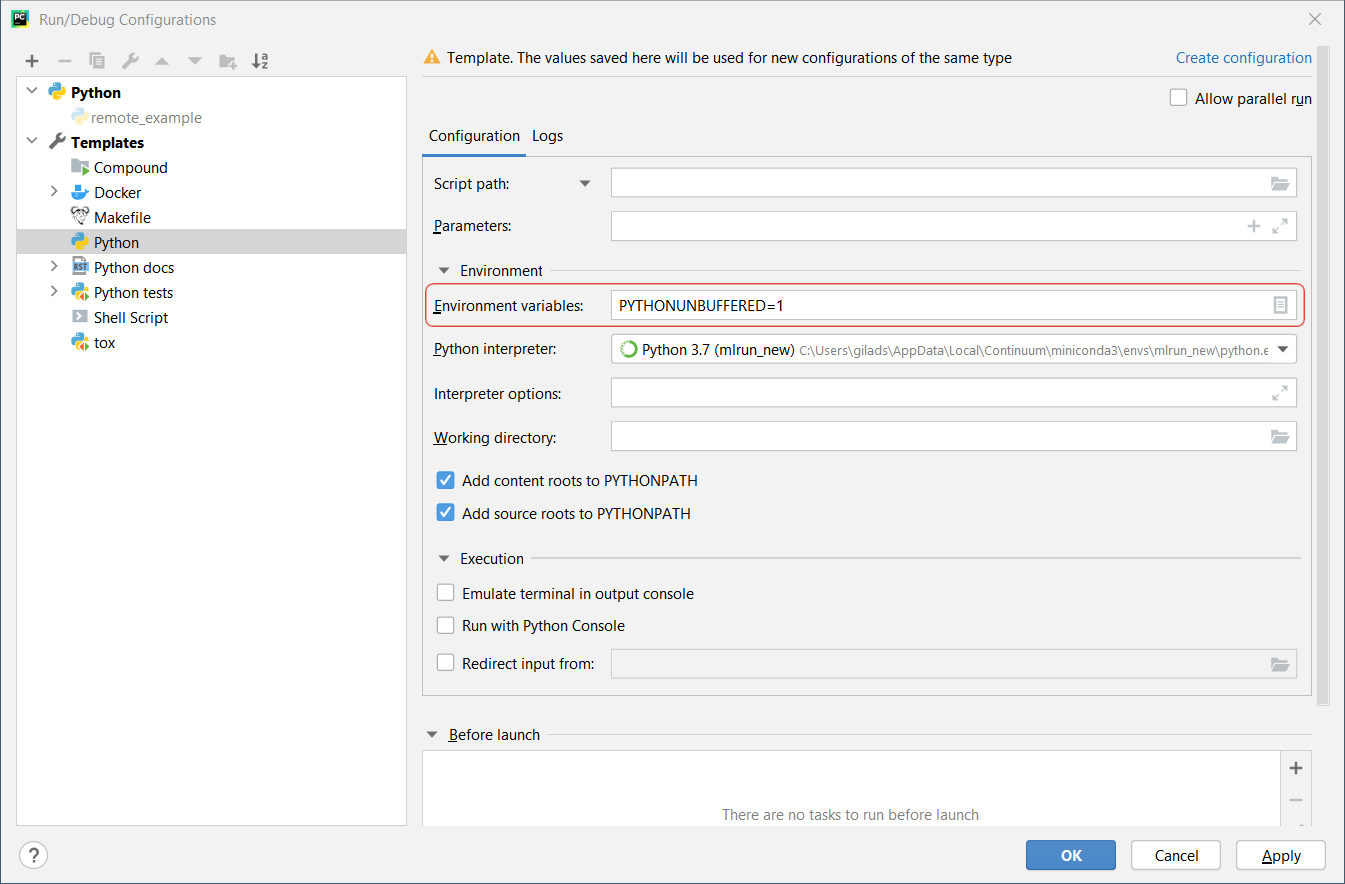 Run/Debug Configurations
Python
remote_example
Templates
Compound
Docker
Makefile
Python
Python docs
Python tests
Shell Script
tox
Template. The values saved here will be used for new configurations of the same type
Create configuration
Allow parallel run
Configuration Logs
Script path:
Parameters:
Environment
Environment variables: PYTHONUNBUFFERED=1
Python interpreter: Python 3.7 (mlrun_new) C:\Users\gilads\AppData\Local\Continuum\miniconda3\envs\mlrun_new\python.e
Interpreter options:
Working directory:
Add content roots to PYTHONPATH
Add source roots to PYTHONPATH
Execution
Emulate terminal in output console
Run with Python Console
Redirect input from:
Before launch
There are no tasks to run before launch
? OK Cancel Apply